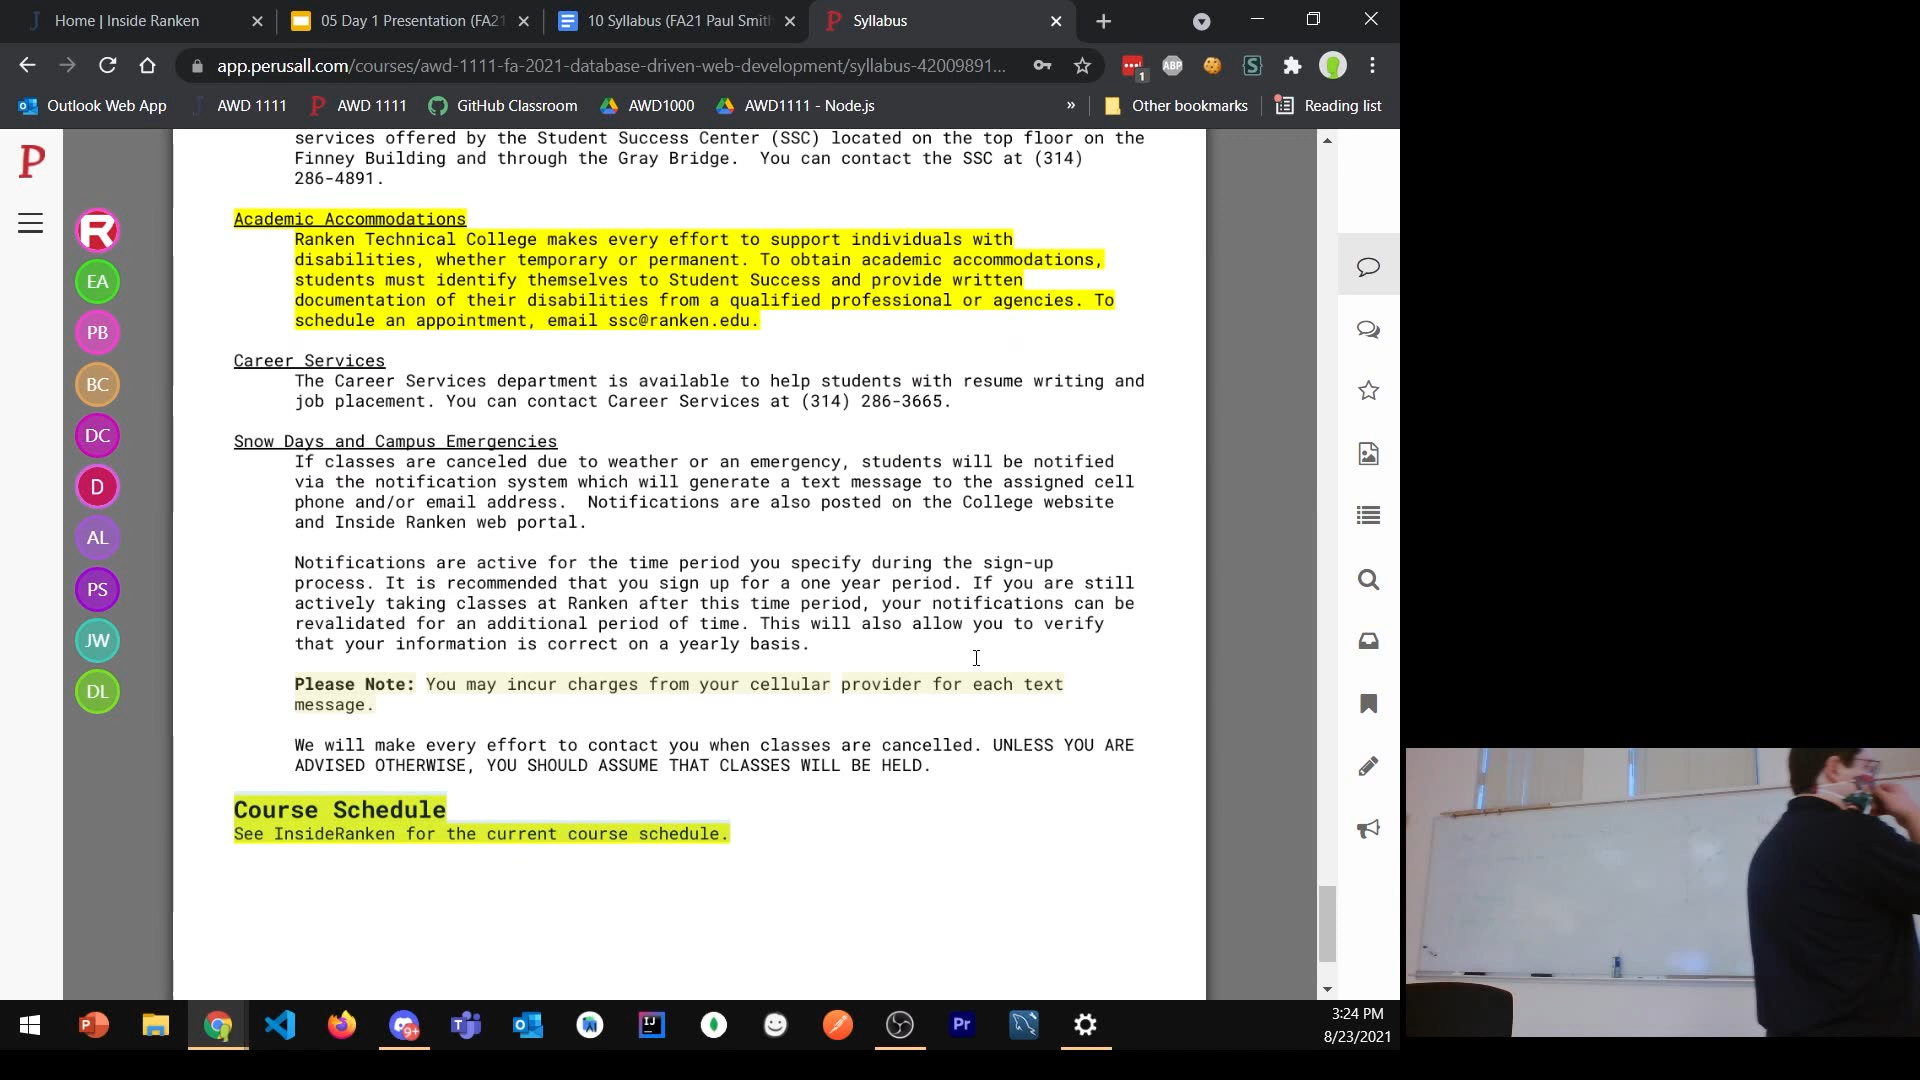 Home | Inside Ranken
05 Day 1 Presentation (FA21
10 Syllabus (FA21 Paul Smith
Syllabus
app.perusall.com/courses/awd-1111-fa-2021-database-driven-web-development/syllabus-42009891...
1
ABP
S
Outlook Web App
AWD 1111
AWD 1111
GitHub Classroom
AWD1000
AWD1111 - Node.js
»
Other bookmarks
Reading list
P
R
EA
PB
BC
DC
D
AL
PS
JW
DL
services offered by the Student Success Center (SSC) located on the top floor on the
Finney Building and through the Gray Bridge.  You can contact the SSC at (314)
286-4891.
Academic Accommodations
Ranken Technical College makes every effort to support individuals with
disabilities, whether temporary or permanent. To obtain academic accommodations,
students must identify themselves to Student Success and provide written
documentation of their disabilities from a qualified professional or agencies. To
schedule an appointment, email ssc@ranken.edu.
Career Services
The Career Services department is available to help students with resume writing and
job placement. You can contact Career Services at (314) 286-3665.
Snow Days and Campus Emergencies
If classes are canceled due to weather or an emergency, students will be notified
via the notification system which will generate a text message to the assigned cell
phone and/or email address.  Notifications are also posted on the College website
and Inside Ranken web portal.
Notifications are active for the time period you specify during the sign-up
process. It is recommended that you sign up for a one year period. If you are still
actively taking classes at Ranken after this time period, your notifications can be
revalidated for an additional period of time. This will also allow you to verify
that your information is correct on a yearly basis.
Please Note: You may incur charges from your cellular provider for each text
message.
We will make every effort to contact you when classes are cancelled. UNLESS YOU ARE
ADVISED OTHERWISE, YOU SHOULD ASSUME THAT CLASSES WILL BE HELD.
Course Schedule
See InsideRanken for the current course schedule.
9+
IJ
Pr
3:24 PM
8/23/2021